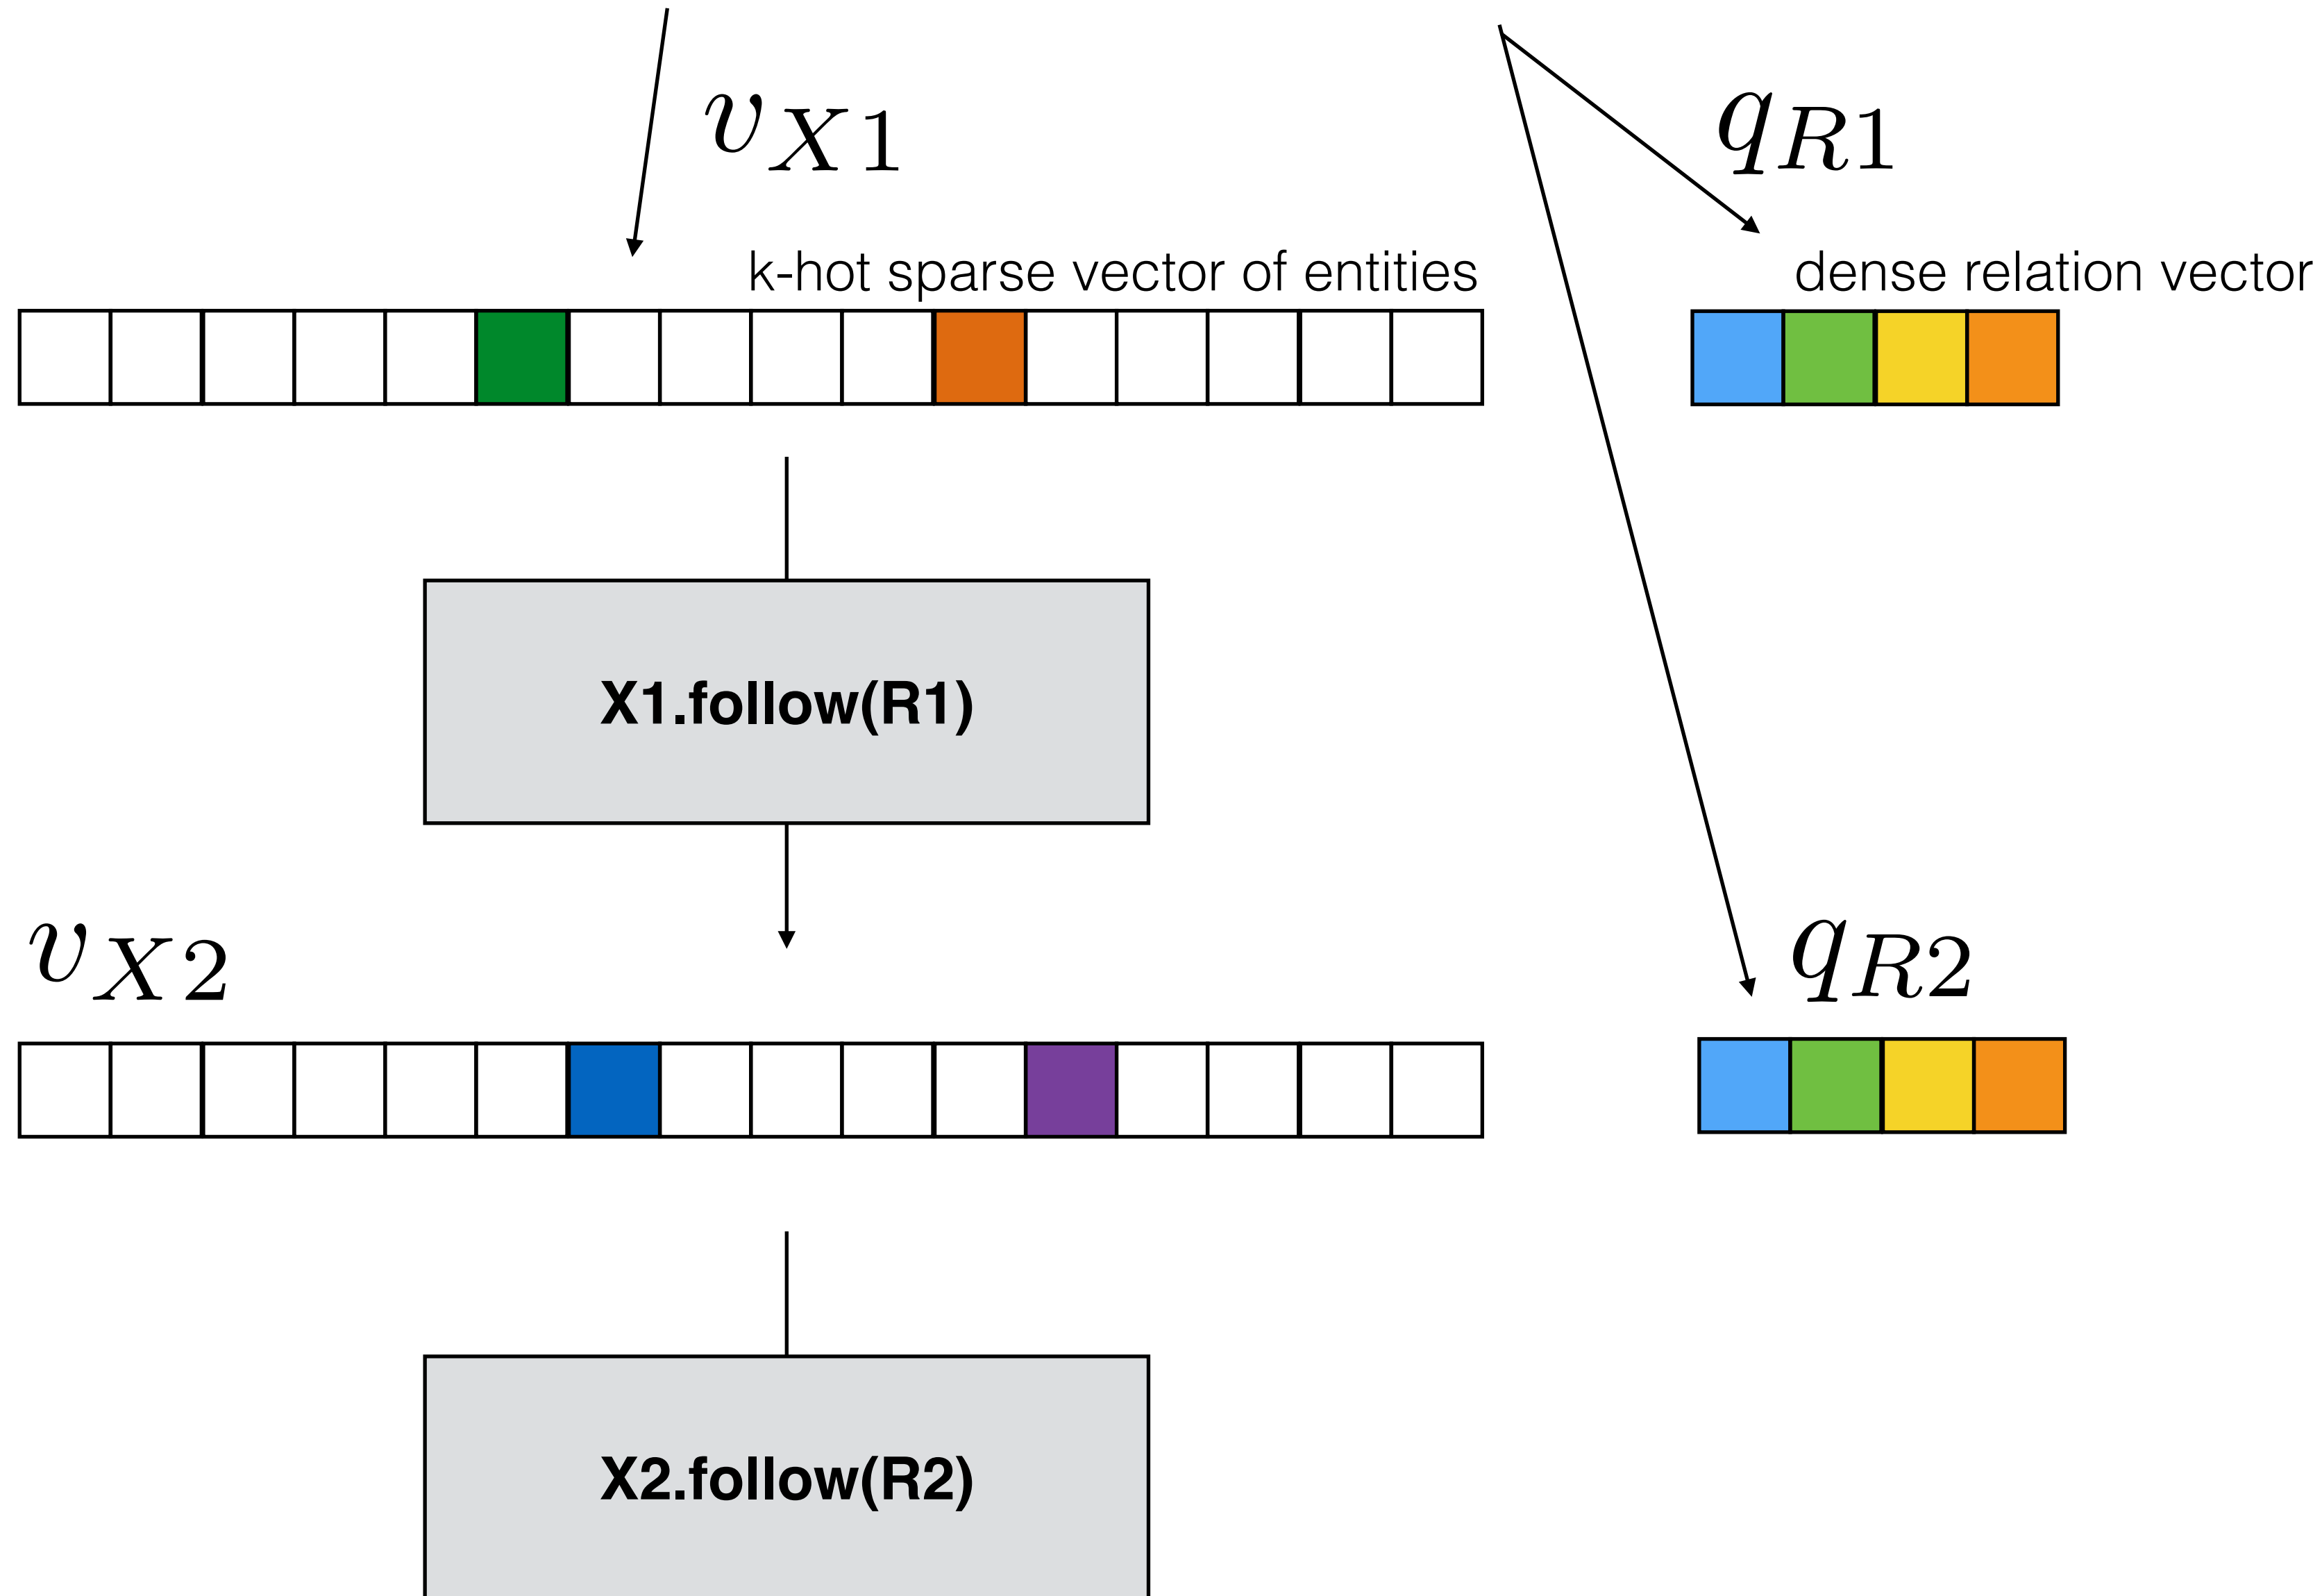 v_{X1}
q_{R1}
k-hot sparse vector of entities
dense relation vector
X1.follow(R1)
v_{X2}
q_{R2}
X2.follow(R2)